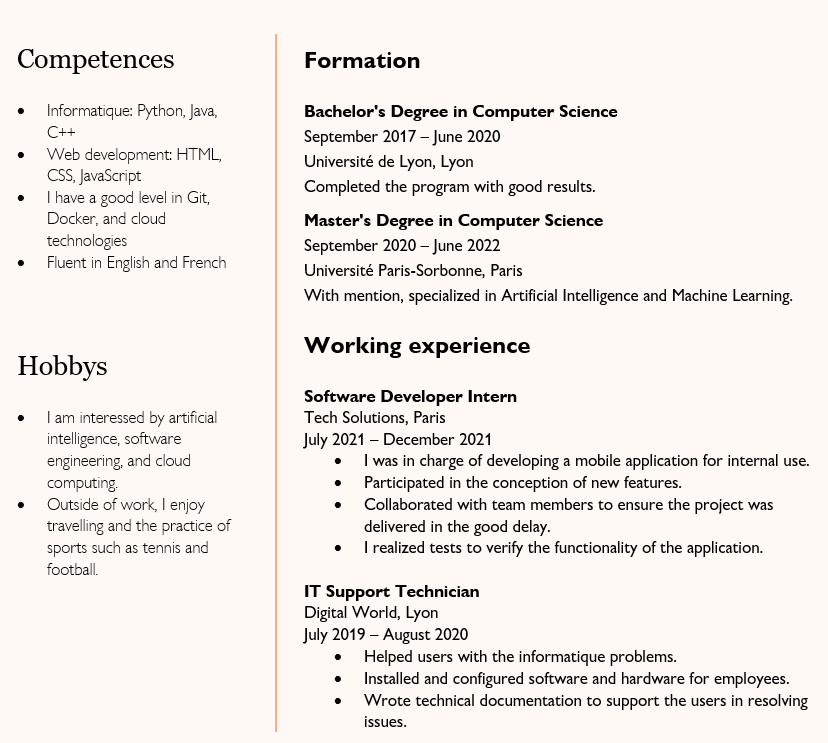 Competences
• Informatique: Python, Java,
C++
• Web development: HTML,
CSS, JavaScript
• I have a good level in Git,
Docker, and cloud
technologies
• Fluent in English and French
Hobbys
• I am interested by artificial
intelligence, software
engineering, and cloud
computing.
• Outside of work, I enjoy
travelling and the practice of
sports such as tennis and
football.
Formation
Bachelor's Degree in Computer Science
September 2017 – June 2020
Université de Lyon, Lyon
Completed the program with good results.
Master's Degree in Computer Science
September 2020 – June 2022
Université Paris-Sorbonne, Paris
With mention, specialized in Artificial Intelligence and Machine Learning.
Working experience
Software Developer Intern
Tech Solutions, Paris
July 2021 – December 2021
• I was in charge of developing a mobile application for internal use.
• Participated in the conception of new features.
• Collaborated with team members to ensure the project was
delivered in the good delay.
• I realized tests to verify the functionality of the application.
IT Support Technician
Digital World, Lyon
July 2019 – August 2020
• Helped users with the informatique problems.
• Installed and configured software and hardware for employees.
• Wrote technical documentation to support the users in resolving
issues.